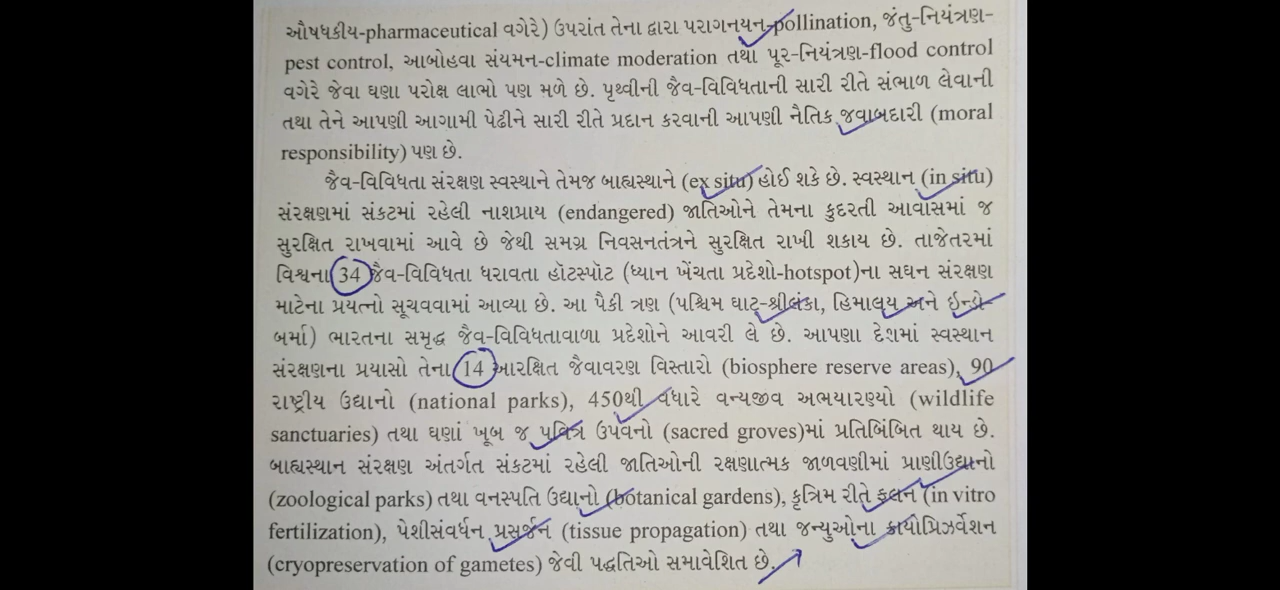 ઔષધકીય-pharmaceutical વગેરે) ઉપરાંત તેના દ્વારા પરાગનયન-pollination, જંતુ-નિયંત્રણ-
pest control, આબોહવા સંયમન-climate moderation તથા પૂર-નિયંત્રણ-flood control
વગેરે જેવા ઘણા પરોક્ષ લાભો પણ મળે છે. પૃથ્વીની જૈવ-વિવિધતાની સારી રીતે સંભાળ લેવાની
તથા તેને આપણી આગામી પેઢીને સારી રીતે પ્રદાન કરવાની આપણી નૈતિક જવાબદારી (moral
responsibility) પણ છે.
જૈવ-વિવિધતા સંરક્ષણ સ્વસ્થાને તેમજ બાહ્યસ્થાને (ex situ) હોઈ શકે છે. સ્વસ્થાન (in situ)
સંરક્ષણમાં સંકટમાં રહેલી નાશપ્રાય (endangered) જાતિઓને તેમના કુદરતી આવાસમાં જ
સુરક્ષિત રાખવામાં આવે છે જેથી સમગ્ર નિવસનતંત્રને સુરક્ષિત રાખી શકાય છે. તાજેતરમાં
વિશ્વના 34 જૈવ-વિવિધતા ધરાવતા હૉટસ્પૉટ (ધ્યાન ખેંચતા પ્રદેશો-hotspot)ના સઘન સંરક્ષણ
માટેના પ્રયત્નો સૂચવવામાં આવ્યા છે. આ પૈકી ત્રણ (પશ્ચિમ ઘાટ-શ્રીલંકા, હિમાલય અને ઈન્ડો-
બર્મા) ભારતના સમૃદ્ધ જૈવ-વિવિધતાવાળા પ્રદેશોને આવરી લે છે. આપણા દેશમાં સ્વસ્થાન
સંરક્ષણના પ્રયાસો તેના 14 આરક્ષિત જૈવાવરણ વિસ્તારો (biosphere reserve areas), 90
રાષ્ટ્રીય ઉદ્યાનો (national parks), 450થી વધારે વન્યજીવ અભયારણ્યો (wildlife
sanctuaries) તથા ઘણાં ખૂબ જ પવિત્ર ઉપવનો (sacred groves)માં પ્રતિબિંબિત થાય છે.
બાહ્યસ્થાન સંરક્ષણ અંતર્ગત સંકટમાં રહેલી જાતિઓની રક્ષણાત્મક જાળવણીમાં પ્રાણીઉદ્યાનો
(zoological parks) તથા વનસ્પતિ ઉદ્યાનો (botanical gardens), કૃત્રિમ રીતે ફલન (in vitro
fertilization), પેશીસંવર્ધન પ્રસર્જન (tissue propagation) તથા જન્યુઓના ક્રાયોપ્રિઝર્વેશન
(cryopreservation of gametes) જેવી પદ્ધતિઓ સમાવેશિત છે.